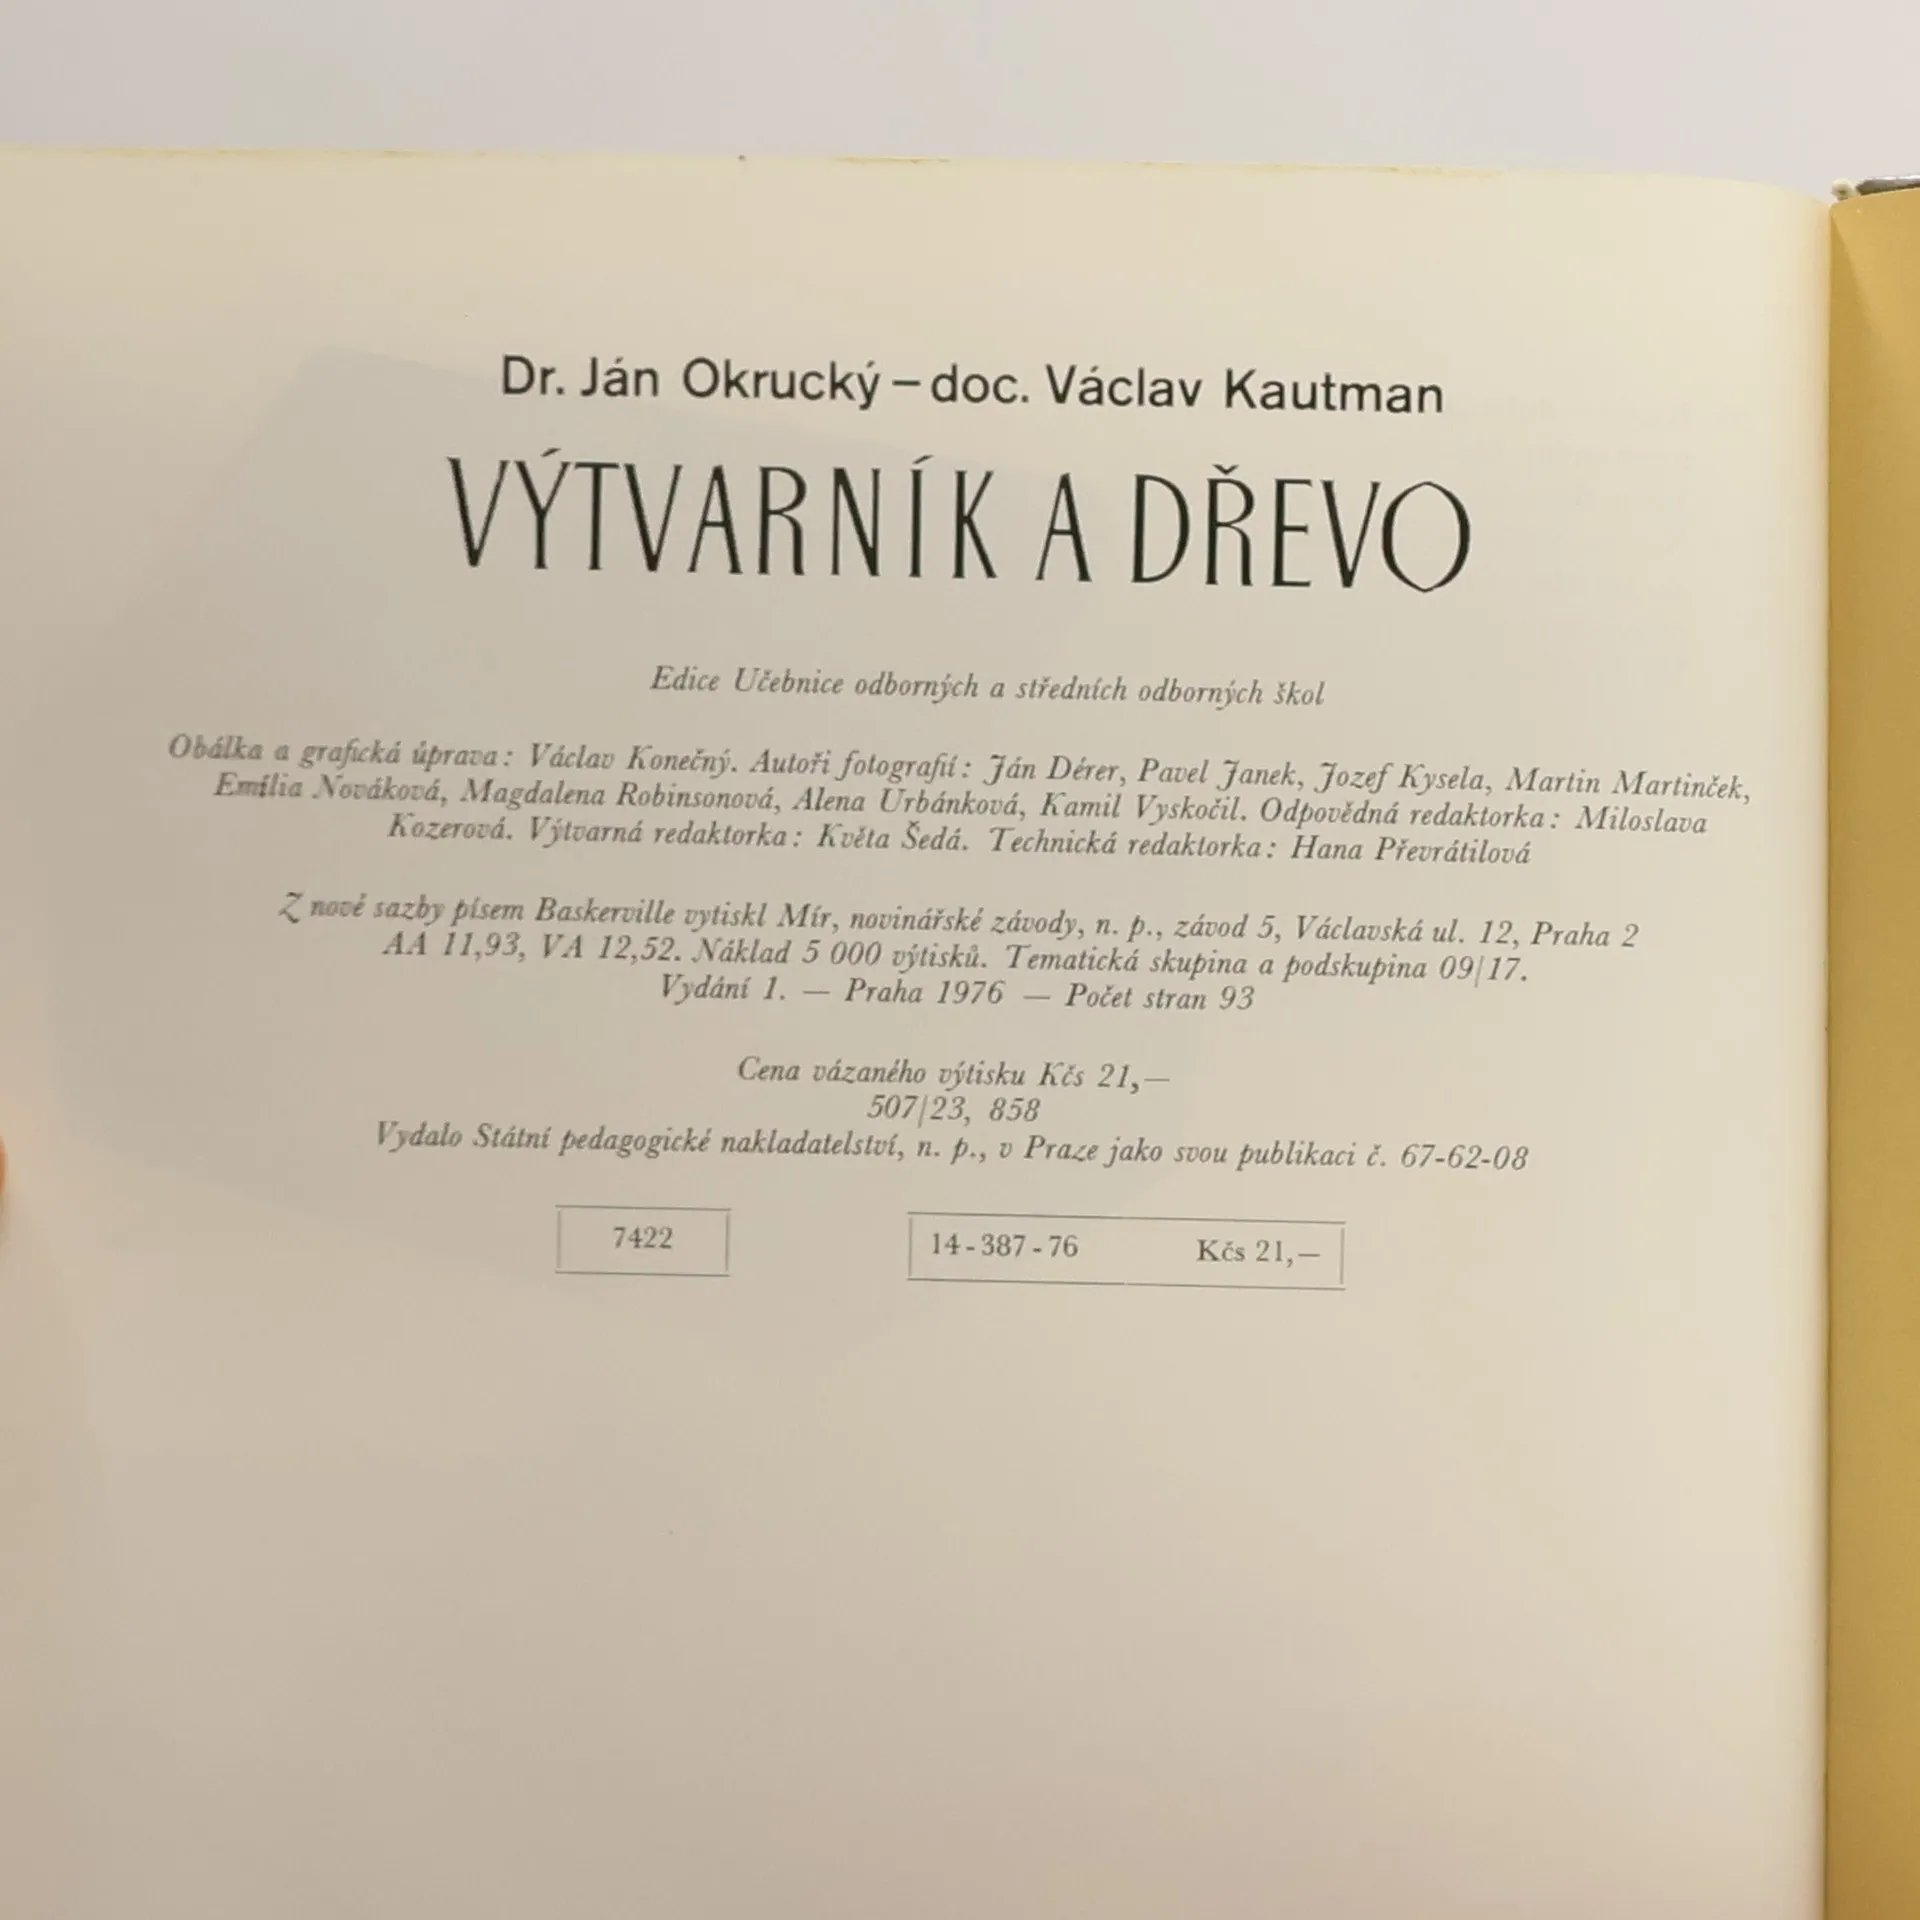 Dr. Ján Okrucký – doc. Václav Kautman
VÝTVARNÍK A DŘEVO
Edice Učebnice odborných a středních odborných škol
Obálka a grafická úprava: Václav Konečný. Autoři fotografií: Ján Dérer, Pavel Janek, Jozef Kysela, Martin Martinček,
Emília Nováková, Magdalena Robinsonová, Alena Urbánková, Kamil Vyskočil. Odpovědná redaktorka: Miloslava
Kozerová. Výtvarná redaktorka: Květa Šedá. Technická redaktorka: Hana Převrátilová
Z nové sazby písem Baskerville vytiskl Mír, novinářské závody, n. p., závod 5, Václavská ul. 12, Praha 2
AA 11,93, VA 12,52. Náklad 5 000 výtisků. Tematická skupina a podskupina 09/17.
Vydání 1. — Praha 1976 — Počet stran 93
Cena vázaného výtisku Kčs 21,—
507/23, 858
Vydalo Státní pedagogické nakladatelství, n. p., v Praze jako svou publikaci č. 67-62-08
7422
14-387-76 Kčs 21,—